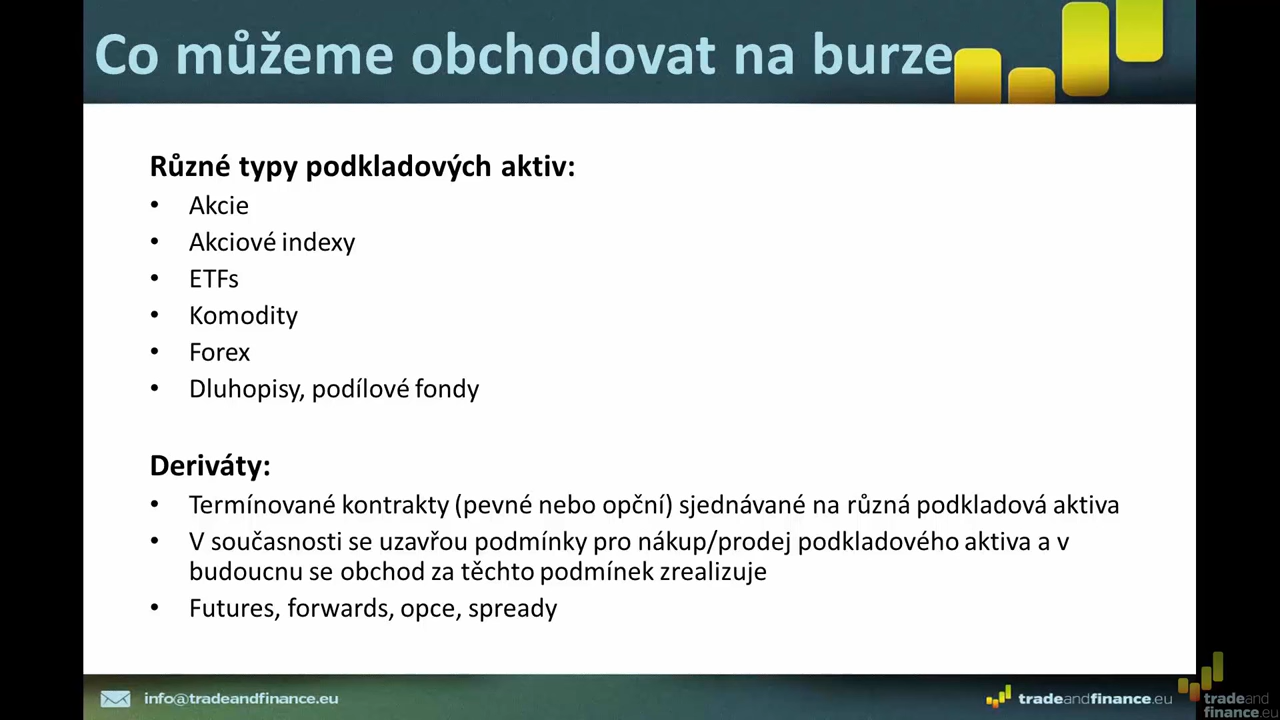 Co můžeme obchodovat na burze
Různé typy podkladových aktiv:
• Akcie
• Akciové indexy
• ETFs
• Komodity
• Forex
• Dluhopisy, podílové fondy
Deriváty:
• Termínované kontrakty (pevné nebo opční) sjednávané na různá podkladová aktiva
• V současnosti se uzavřou podmínky pro nákup/prodej podkladového aktiva a v
budoucnu se obchod za těchto podmínek zrealizuje
• Futures, forwards, opce, spready
info@tradeandfinance.eu
tradeandfinance.eu
tradeand
finance.eu